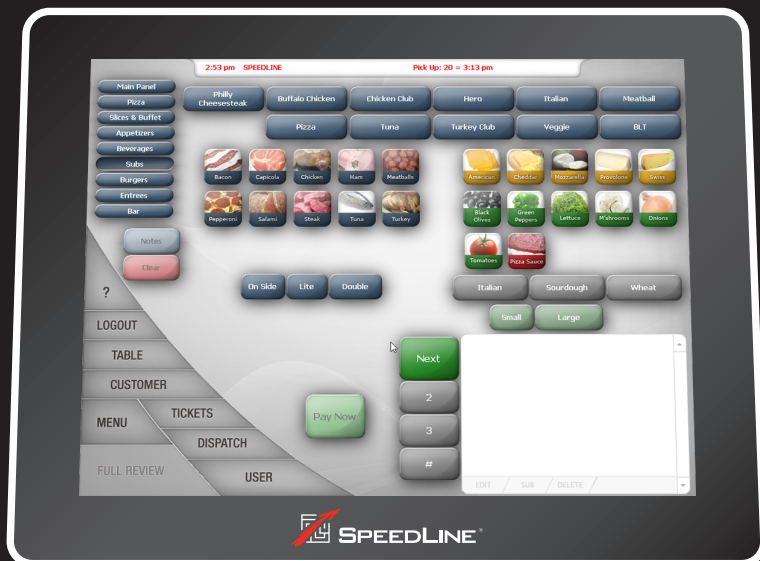 2:53 pm SPEEDLINE Pick Up: 20 = 3:13 pm
Main Panel
Pizza
Slices & Buffet
Appetizers
Beverages
Subs
Burgers
Entrees
Bar
Philly Cheesesteak
Buffalo Chicken
Chicken Club
Hero
Italian
Meatball
Pizza
Tuna
Turkey Club
Veggie
BLT
Bacon
Capicola
Chicken
Ham
Meatballs
Pepperoni
Salami
Steak
Tuna
Turkey
American
Cheddar
Mozzarella
Provolone
Swiss
Black Olives
Green Peppers
Lettuce
M'shrooms
Onions
Tomatoes
Pizza Sauce
Notes
Clear
On Side
Lite
Double
Italian
Sourdough
Wheat
Small
Large
?
LOGOUT
TABLE
CUSTOMER
MENU
TICKETS
DISPATCH
FULL REVIEW
USER
Pay Now
Next
2
3
#
EDIT / SUB / DELETE /
SPEEDLINE®